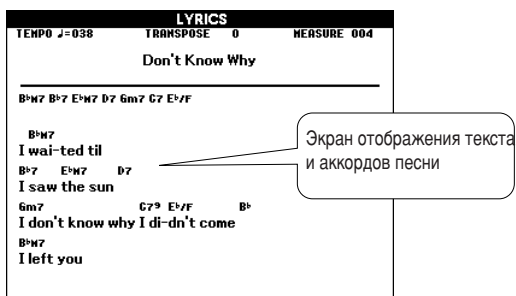 LYRICS
TEMPO ♩=038 TRANSPOSE 0 MEASURE 004
Don't Know Why
B♭M7 B♭7 E♭M7 D7 Gm7 C7 E♭/F
B♭M7
I wai-ted til
B♭7 E♭M7 D7
I saw the sun
Gm7 C7⁹ E♭/F B♭
I don't know why I di-dn't come
B♭M7
I left you
Экран отображения текста
и аккордов песни